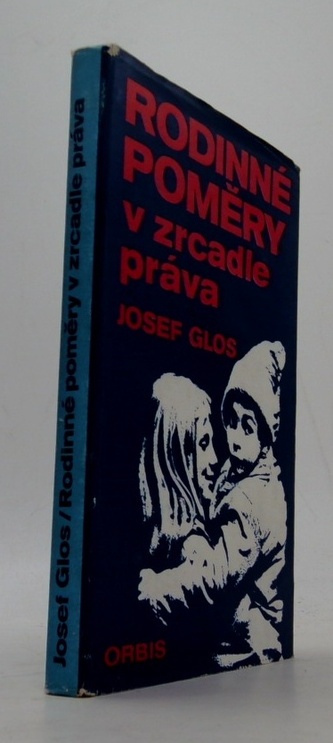 RODINNÉ
POMĚRY
v zrcadle
práva
JOSEF GLOS
ORBIS
Josef Glos/Rodinné poměry v zrcadle práva